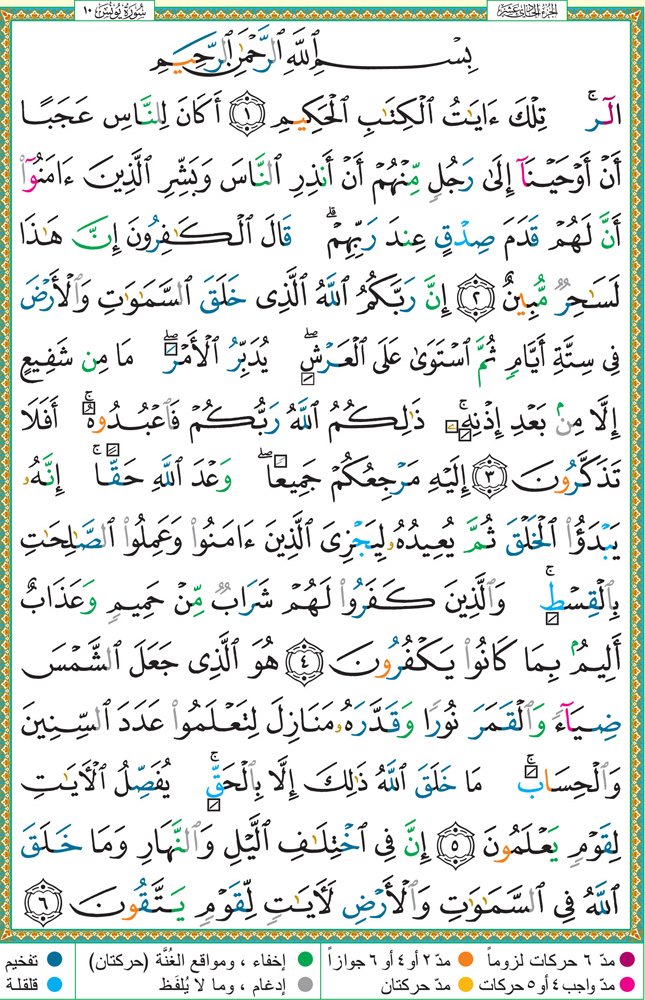 الجزء الحادي عشر
سورة يونس ١٠
بِسْمِ ٱللَّهِ ٱلرَّحْمَٰنِ ٱلرَّحِيمِ
الٓر ۚ تِلْكَ ءَايَٰتُ ٱلْكِتَٰبِ ٱلْحَكِيمِ ١ أَكَانَ لِلنَّاسِ عَجَبًا
أَنْ أَوْحَيْنَآ إِلَىٰ رَجُلٍ مِّنْهُمْ أَنْ أَنذِرِ ٱلنَّاسَ وَبَشِّرِ ٱلَّذِينَ ءَامَنُوٓا۟
أَنَّ لَهُمْ قَدَمَ صِدْقٍ عِندَ رَبِّهِمْ ۗ قَالَ ٱلْكَٰفِرُونَ إِنَّ هَٰذَا
لَسَٰحِرٌ مُّبِينٌ ٢ إِنَّ رَبَّكُمُ ٱللَّهُ ٱلَّذِى خَلَقَ ٱلسَّمَٰوَٰتِ وَٱلْأَرْضَ
فِى سِتَّةِ أَيَّامٍ ثُمَّ ٱسْتَوَىٰ عَلَى ٱلْعَرْشِ ۖ يُدَبِّرُ ٱلْأَمْرَ ۖ مَا مِن شَفِيعٍ
إِلَّا مِنۢ بَعْدِ إِذْنِهِۦ ۚ ذَٰلِكُمُ ٱللَّهُ رَبُّكُمْ فَٱعْبُدُوهُ ۚ أَفَلَا
تَذَكَّرُونَ ٣ إِلَيْهِ مَرْجِعُكُمْ جَمِيعًا ۖ وَعْدَ ٱللَّهِ حَقًّا ۚ إِنَّهُۥ
يَبْدَؤُا۟ ٱلْخَلْقَ ثُمَّ يُعِيدُهُۥ لِيَجْزِىَ ٱلَّذِينَ ءَامَنُوا۟ وَعَمِلُوا۟ ٱلصَّٰلِحَٰتِ
بِٱلْقِسْطِ ۚ وَٱلَّذِينَ كَفَرُوا۟ لَهُمْ شَرَابٌ مِّنْ حَمِيمٍ وَعَذَابٌ
أَلِيمٌۢ بِمَا كَانُوا۟ يَكْفُرُونَ ٤ هُوَ ٱلَّذِى جَعَلَ ٱلشَّمْسَ
ضِيَآءً وَٱلْقَمَرَ نُورًا وَقَدَّرَهُۥ مَنَازِلَ لِتَعْلَمُوا۟ عَدَدَ ٱلسِّنِينَ
وَٱلْحِسَابَ ۚ مَا خَلَقَ ٱللَّهُ ذَٰلِكَ إِلَّا بِٱلْحَقِّ ۚ يُفَصِّلُ ٱلْءَايَٰتِ
لِقَوْمٍ يَعْلَمُونَ ٥ إِنَّ فِى ٱخْتِلَٰفِ ٱلَّيْلِ وَٱلنَّهَارِ وَمَا خَلَقَ
ٱللَّهُ فِى ٱلسَّمَٰوَٰتِ وَٱلْأَرْضِ لَءَايَٰتٍ لِّقَوْمٍ يَتَّقُونَ ٦
مدّ ٦ حركات لزوماً مدّ ٢ أو ٤ أو ٦ جوازاً إخفاء ، ومواقع الغُنَّة (حركتان) تفخيم
مدّ واجب ٤ أو ٥ حركات مدّ حركتان إدغام ، وما لا يُلفَظ قلقلة